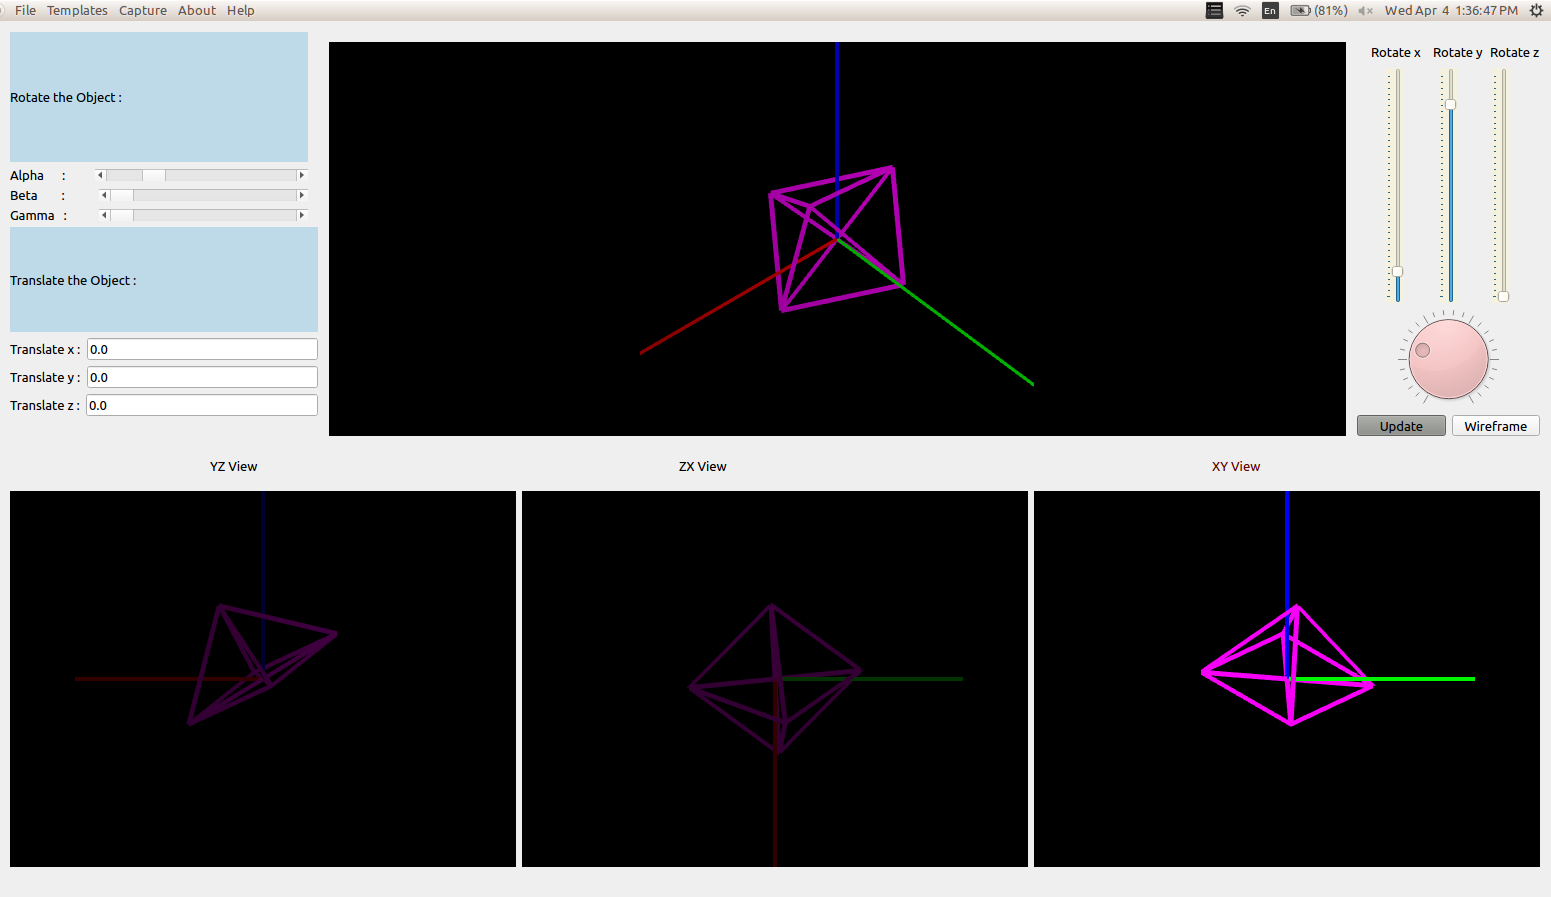 File Templates Capture About Help
En (81%) Wed Apr 4 1:36:47 PM
Rotate the Object :
Alpha :
Beta :
Gamma :
Translate the Object :
Translate x : 0.0
Translate y : 0.0
Translate z : 0.0
Rotate x Rotate y Rotate z
Update Wireframe
YZ View ZX View XY View